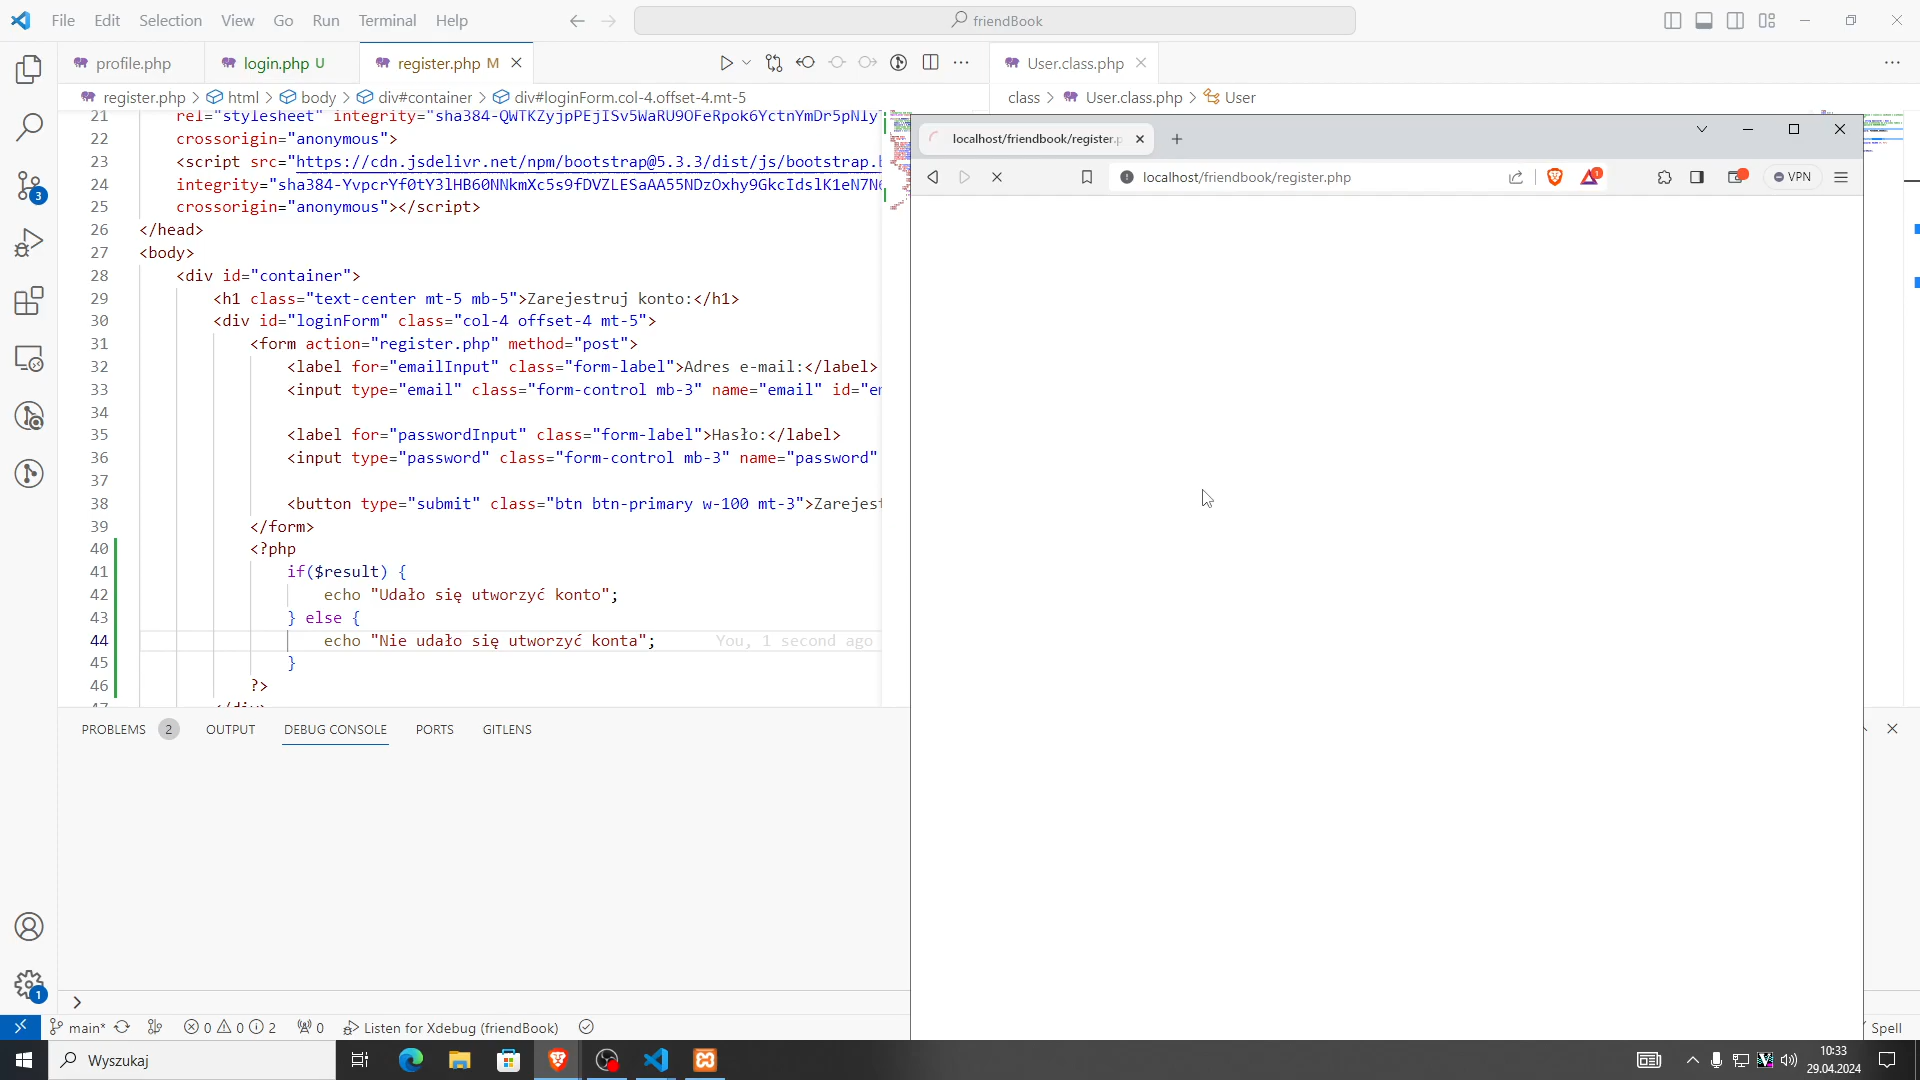 File Edit Selection View Go Run Terminal Help
friendBook
profile.php
login.php U
register.php M
User.class.php
register.php > html > body > div#container > div#loginForm.col-4.offset-4.mt-5
class > User.class.php > User
21 rel="stylesheet" integrity="sha384-QWTKZyjpPEjISv5WaRU9OFeRpok6YctnYmDr5pNly
22 crossorigin="anonymous">
23 <script src="https://cdn.jsdelivr.net/npm/bootstrap@5.3.3/dist/js/bootstrap.b
24 integrity="sha384-YvpcrYf0tY3lHB60NNkmXc5s9fDVZLESaAA55NDzOxhy9GkcIdslK1eN7N6
25 crossorigin="anonymous"></script>
26 </head>
27 <body>
28 <div id="container">
29 <h1 class="text-center mt-5 mb-5">Zarejestruj konto:</h1>
30 <div id="loginForm" class="col-4 offset-4 mt-5">
31 <form action="register.php" method="post">
32 <label for="emailInput" class="form-label">Adres e-mail:</label>
33 <input type="email" class="form-control mb-3" name="email" id="em
34
35 <label for="passwordInput" class="form-label">Hasło:</label>
36 <input type="password" class="form-control mb-3" name="password"
37
38 <button type="submit" class="btn btn-primary w-100 mt-3">Zarejest
39 </form>
40 <?php
41 if($result) {
42 echo "Udało się utworzyć konto";
43 } else {
44 echo "Nie udało się utworzyć konta"; You, 1 second ago
45 }
46 ?>
47 </div>
localhost/friendbook/register.p
localhost/friendbook/register.php
VPN
PROBLEMS 2 OUTPUT DEBUG CONSOLE PORTS GITLENS
3
1
main* 0 0 2 0 Listen for Xdebug (friendBook)
Spell
Wyszukaj
10:33
29.04.2024